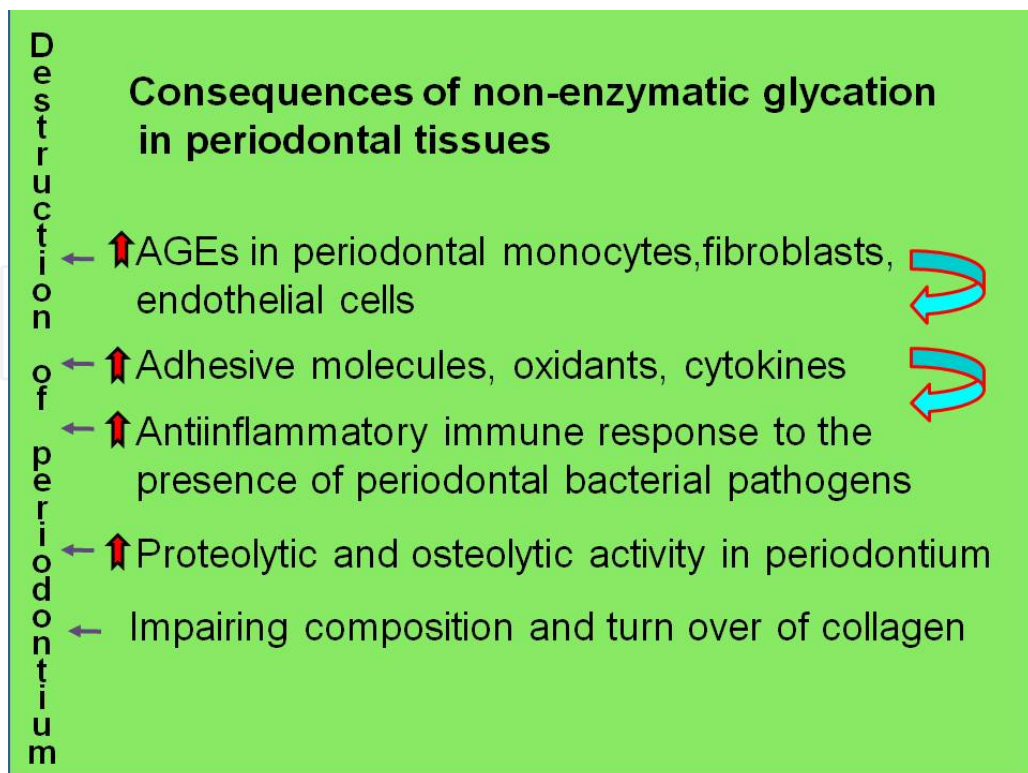 Destruction of periodontium
Consequences of non-enzymatic glycation
in periodontal tissues
AGEs in periodontal monocytes,fibroblasts,
endothelial cells
Adhesive molecules, oxidants, cytokines
Antiinflammatory immune response to the
presence of periodontal bacterial pathogens
Proteolytic and osteolytic activity in periodontium
Impairing composition and turn over of collagen